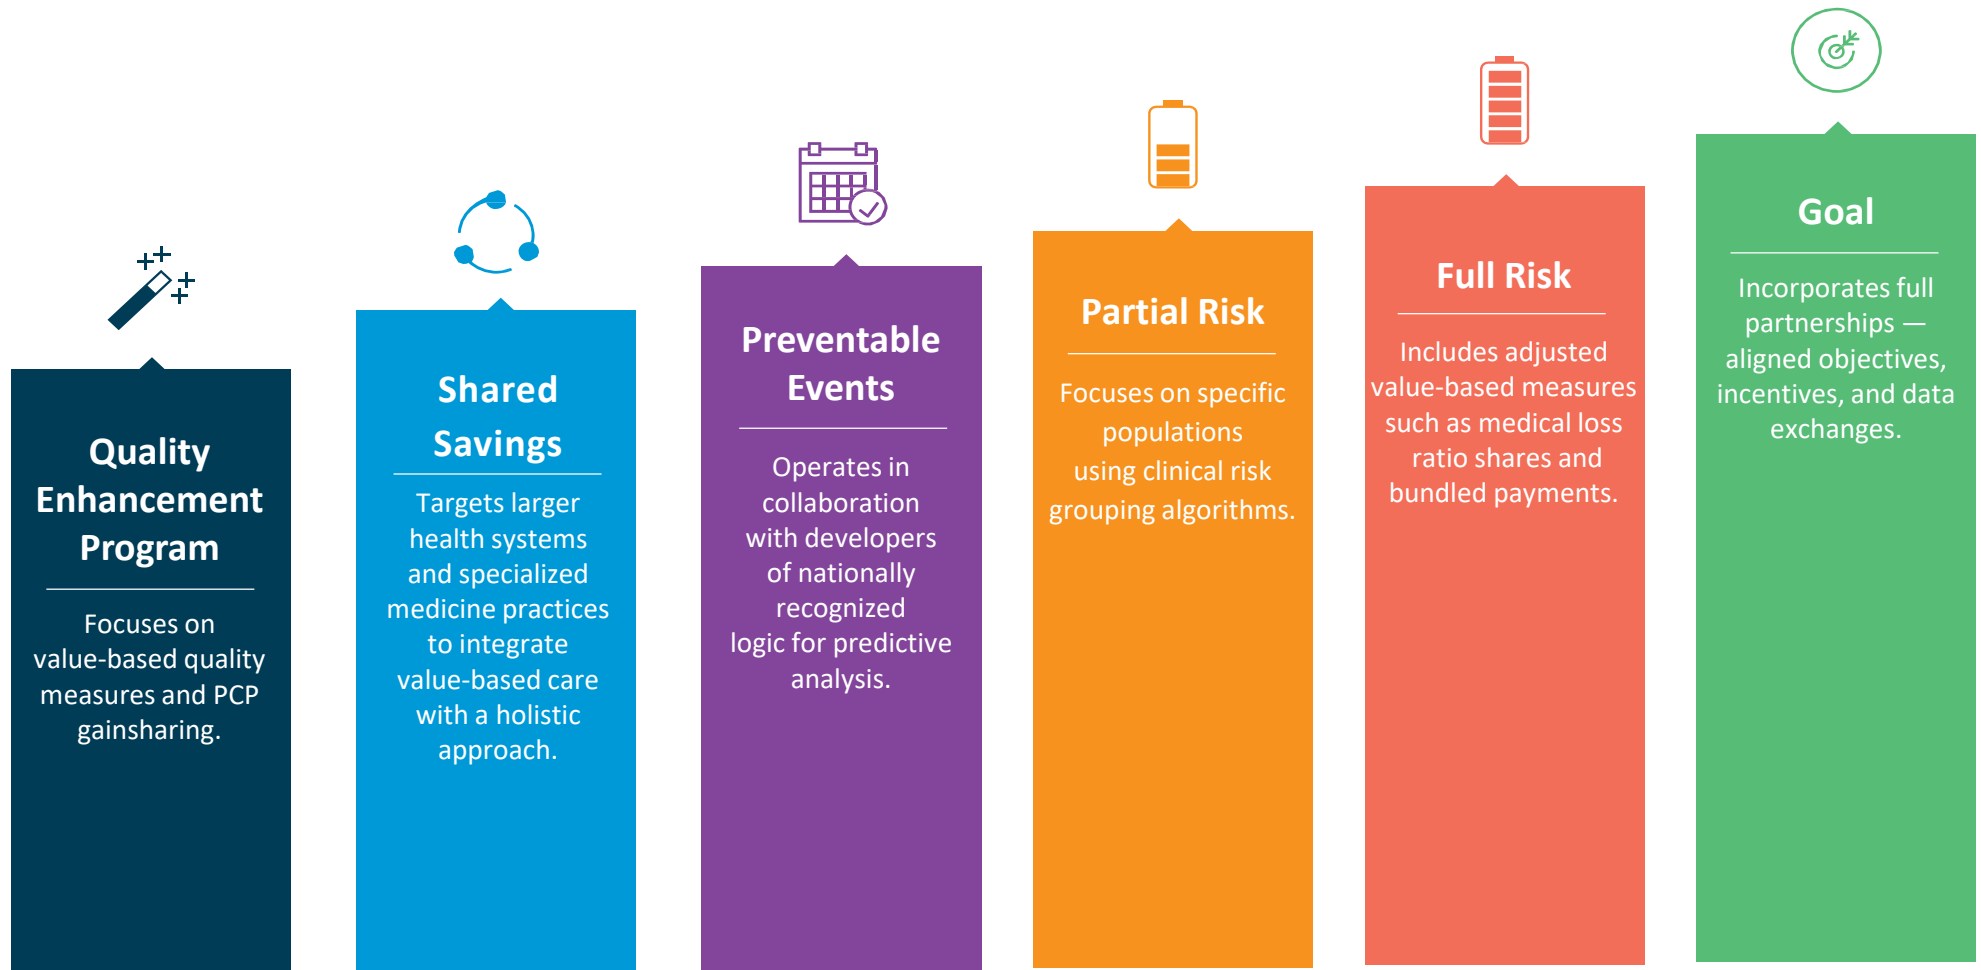 Quality
Enhancement
Program
Focuses on
value-based quality
measures and PCP
gainsharing.
Shared
Savings
Targets larger
health systems
and specialized
medicine practices
to integrate
value-based care
with a holistic
approach.
Preventable
Events
Operates in
collaboration
with developers
of nationally
recognized
logic for predictive
analysis.
Partial Risk
Focuses on specific
populations
using clinical risk
grouping algorithms.
Full Risk
Includes adjusted
value-based measures
such as medical loss
ratio shares and
bundled payments.
Goal
Incorporates full
partnerships —
aligned objectives,
incentives, and data
exchanges.